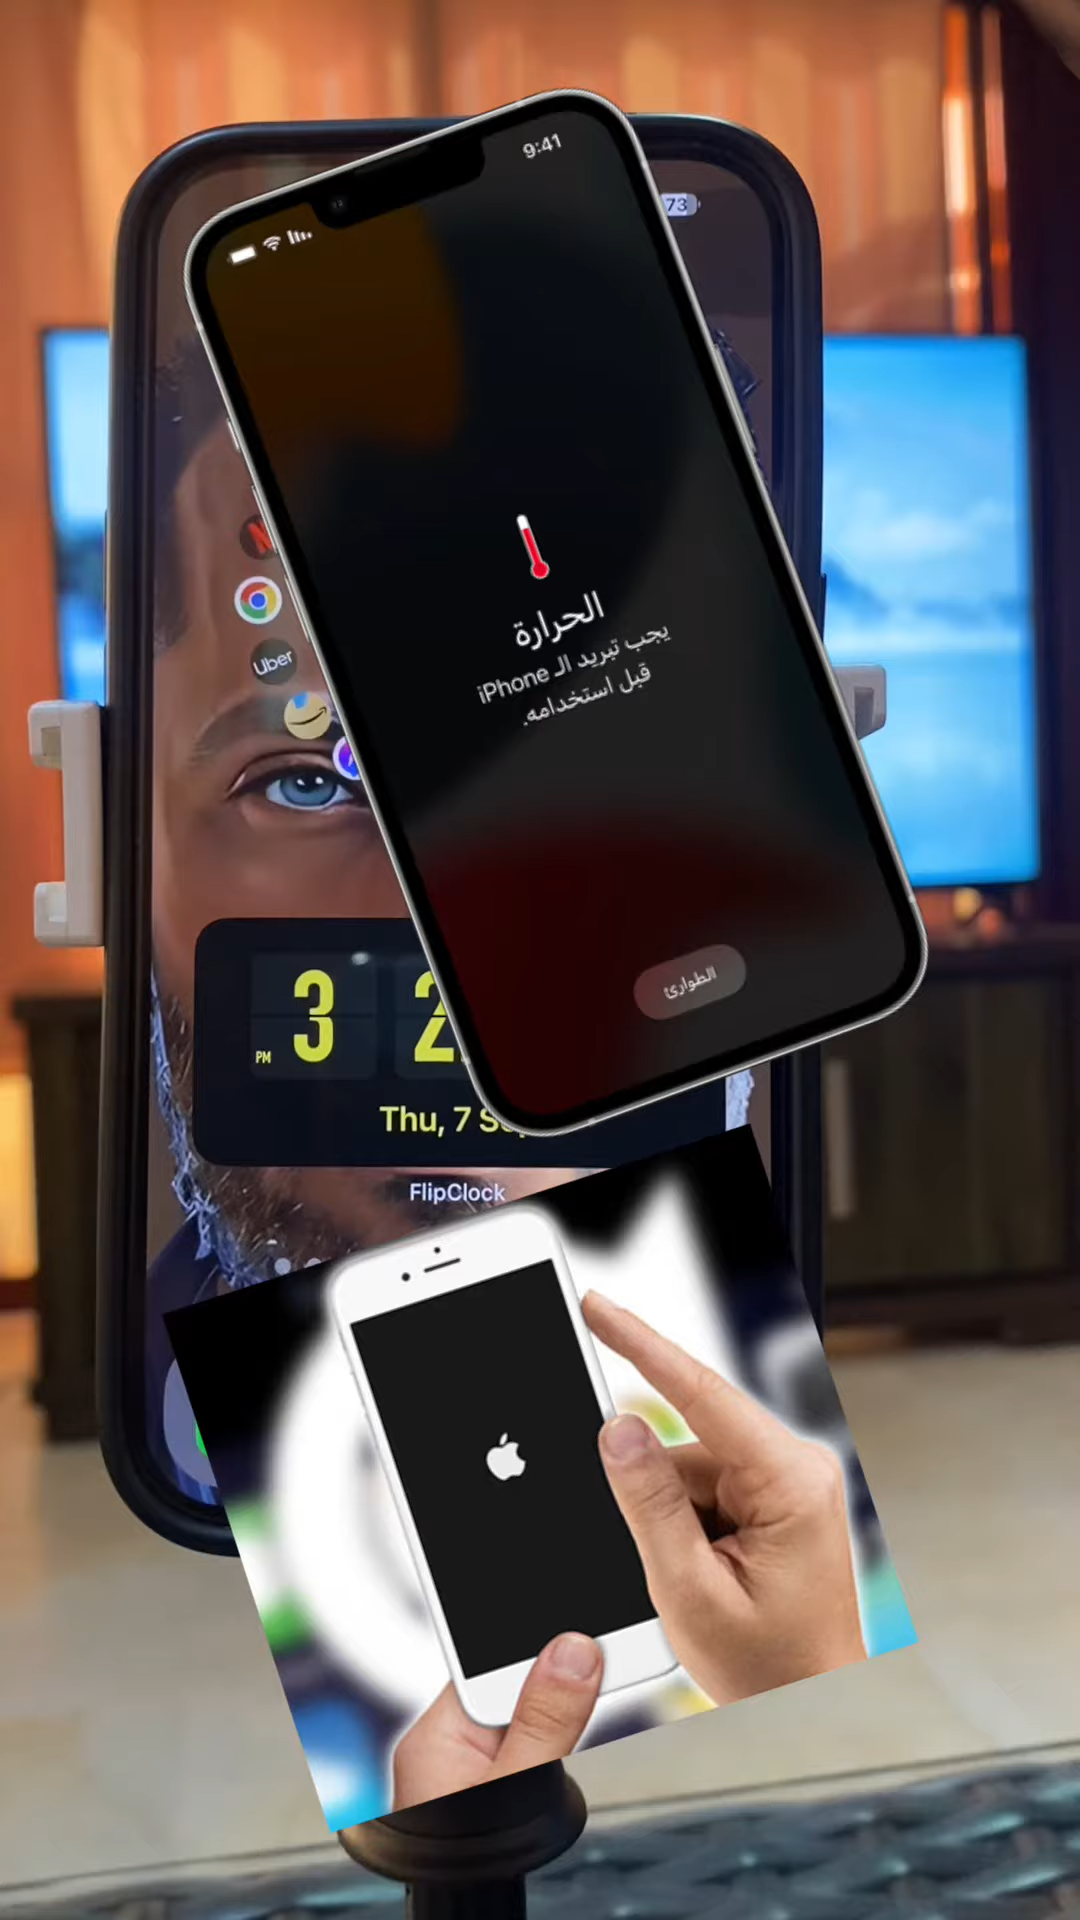 9:41
73
الحرارة
يجب تبريد الـ iPhone
قبل استخدامه.
الطوارئ
Uber
PM 3
Thu, 7
FlipClock